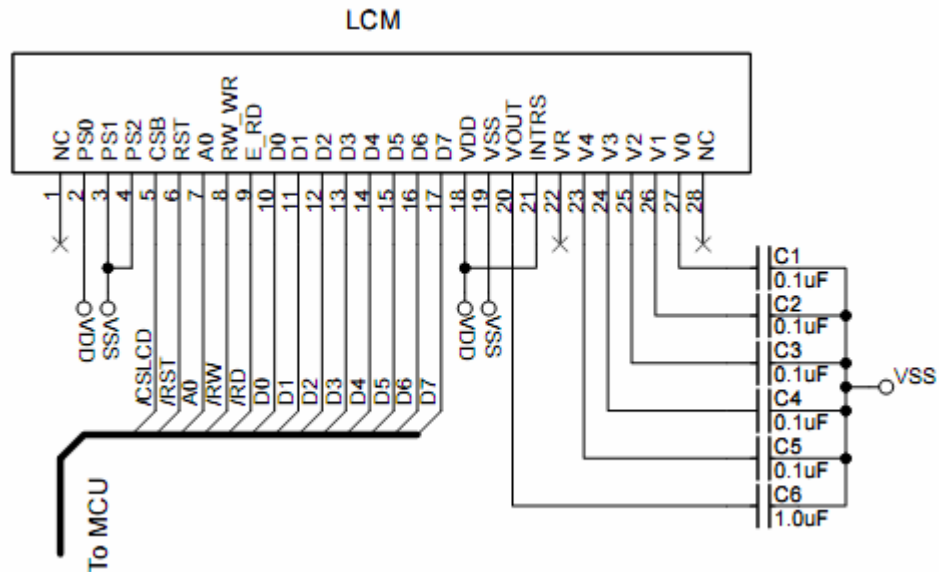 LCM
NC PS0 PS1 PS2 CSB RST A0 RW_WR E_RD D0 D1 D2 D3 D4 D5 D6 D7 VDD VSS VOUT INTRS VR V4 V3 V2 V1 V0 NC
1 2 3 4 5 6 7 8 9 10 11 12 13 14 15 16 17 18 19 20 21 22 23 24 25 26 27 28
VDD VSS VDD VSS
/CSLCD /RST A0 /RW /RD D0 D1 D2 D3 D4 D5 D6 D7
C1
0.1uF
C2
0.1uF
C3
0.1uF
VSS
C4
0.1uF
C5
0.1uF
C6
1.0uF
To MCU